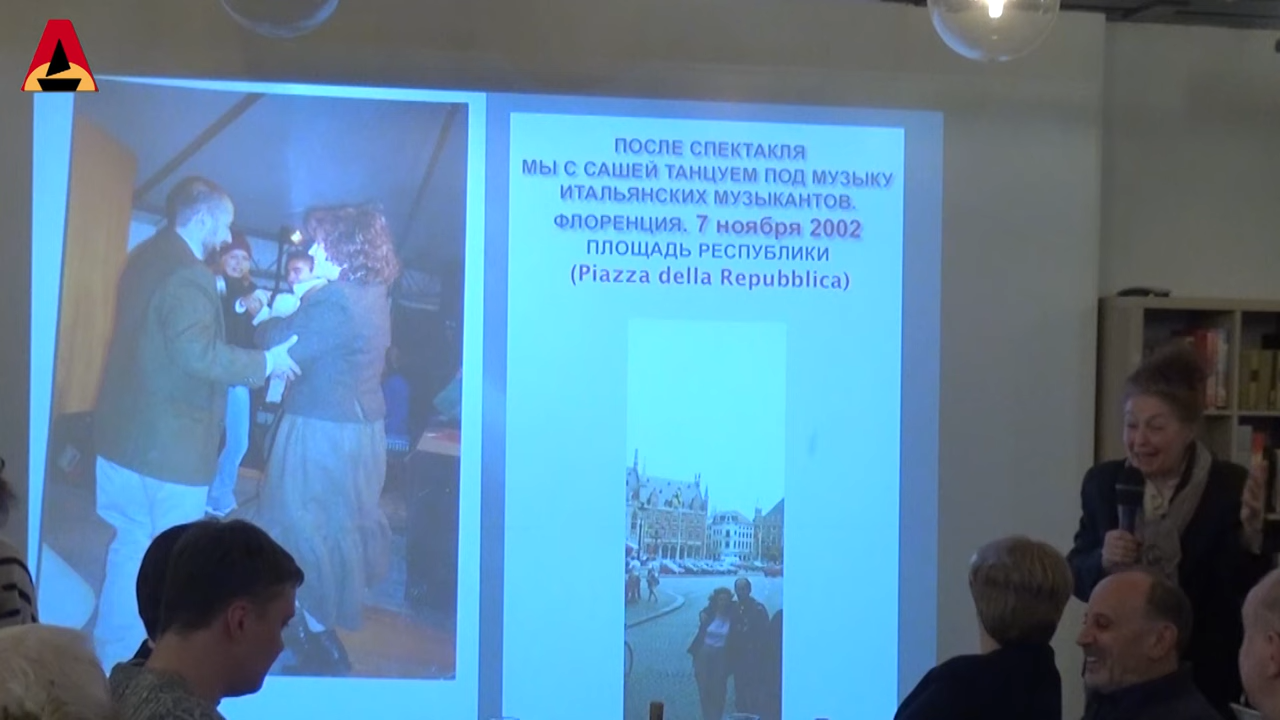 ПОСЛЕ СПЕКТАКЛЯ
МЫ С САШЕЙ ТАНЦУЕМ ПОД МУЗЫКУ
ИТАЛЬЯНСКИХ МУЗЫКАНТОВ.
ФЛОРЕНЦИЯ. 7 ноября 2002
ПЛОЩАДЬ РЕСПУБЛИКИ
(Piazza della Repubblica)